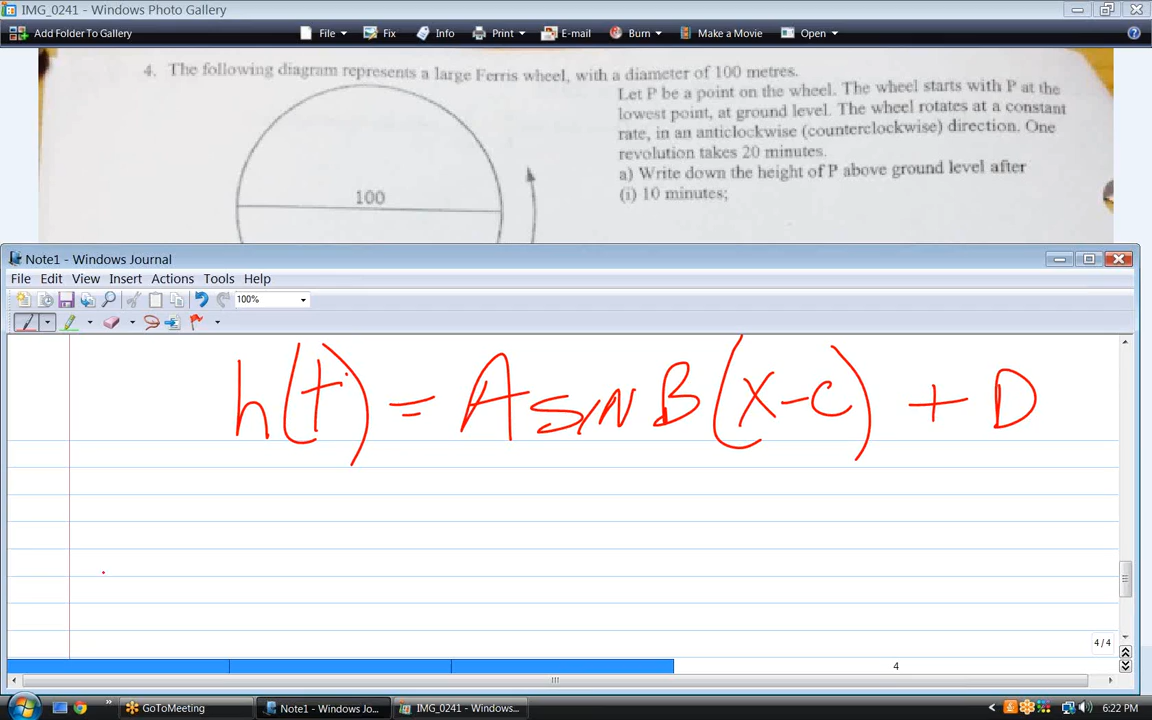 IMG_0241 - Windows Photo Gallery
Add Folder To Gallery File Fix Info Print E-mail Burn Make a Movie Open
4. The following diagram represents a large Ferris wheel, with a diameter of 100 metres.
Let P be a point on the wheel. The wheel starts with P at the
lowest point, at ground level. The wheel rotates at a constant
rate, in an anticlockwise (counterclockwise) direction. One
revolution takes 20 minutes.
a) Write down the height of P above ground level after
(i) 10 minutes;
100
Note1 - Windows Journal
File Edit View Insert Actions Tools Help
100%
h(t) = A sin B(x-c) + D
4/4
4
GoToMeeting Note1 - Windows Jo... IMG_0241 - Windows... 6:22 PM